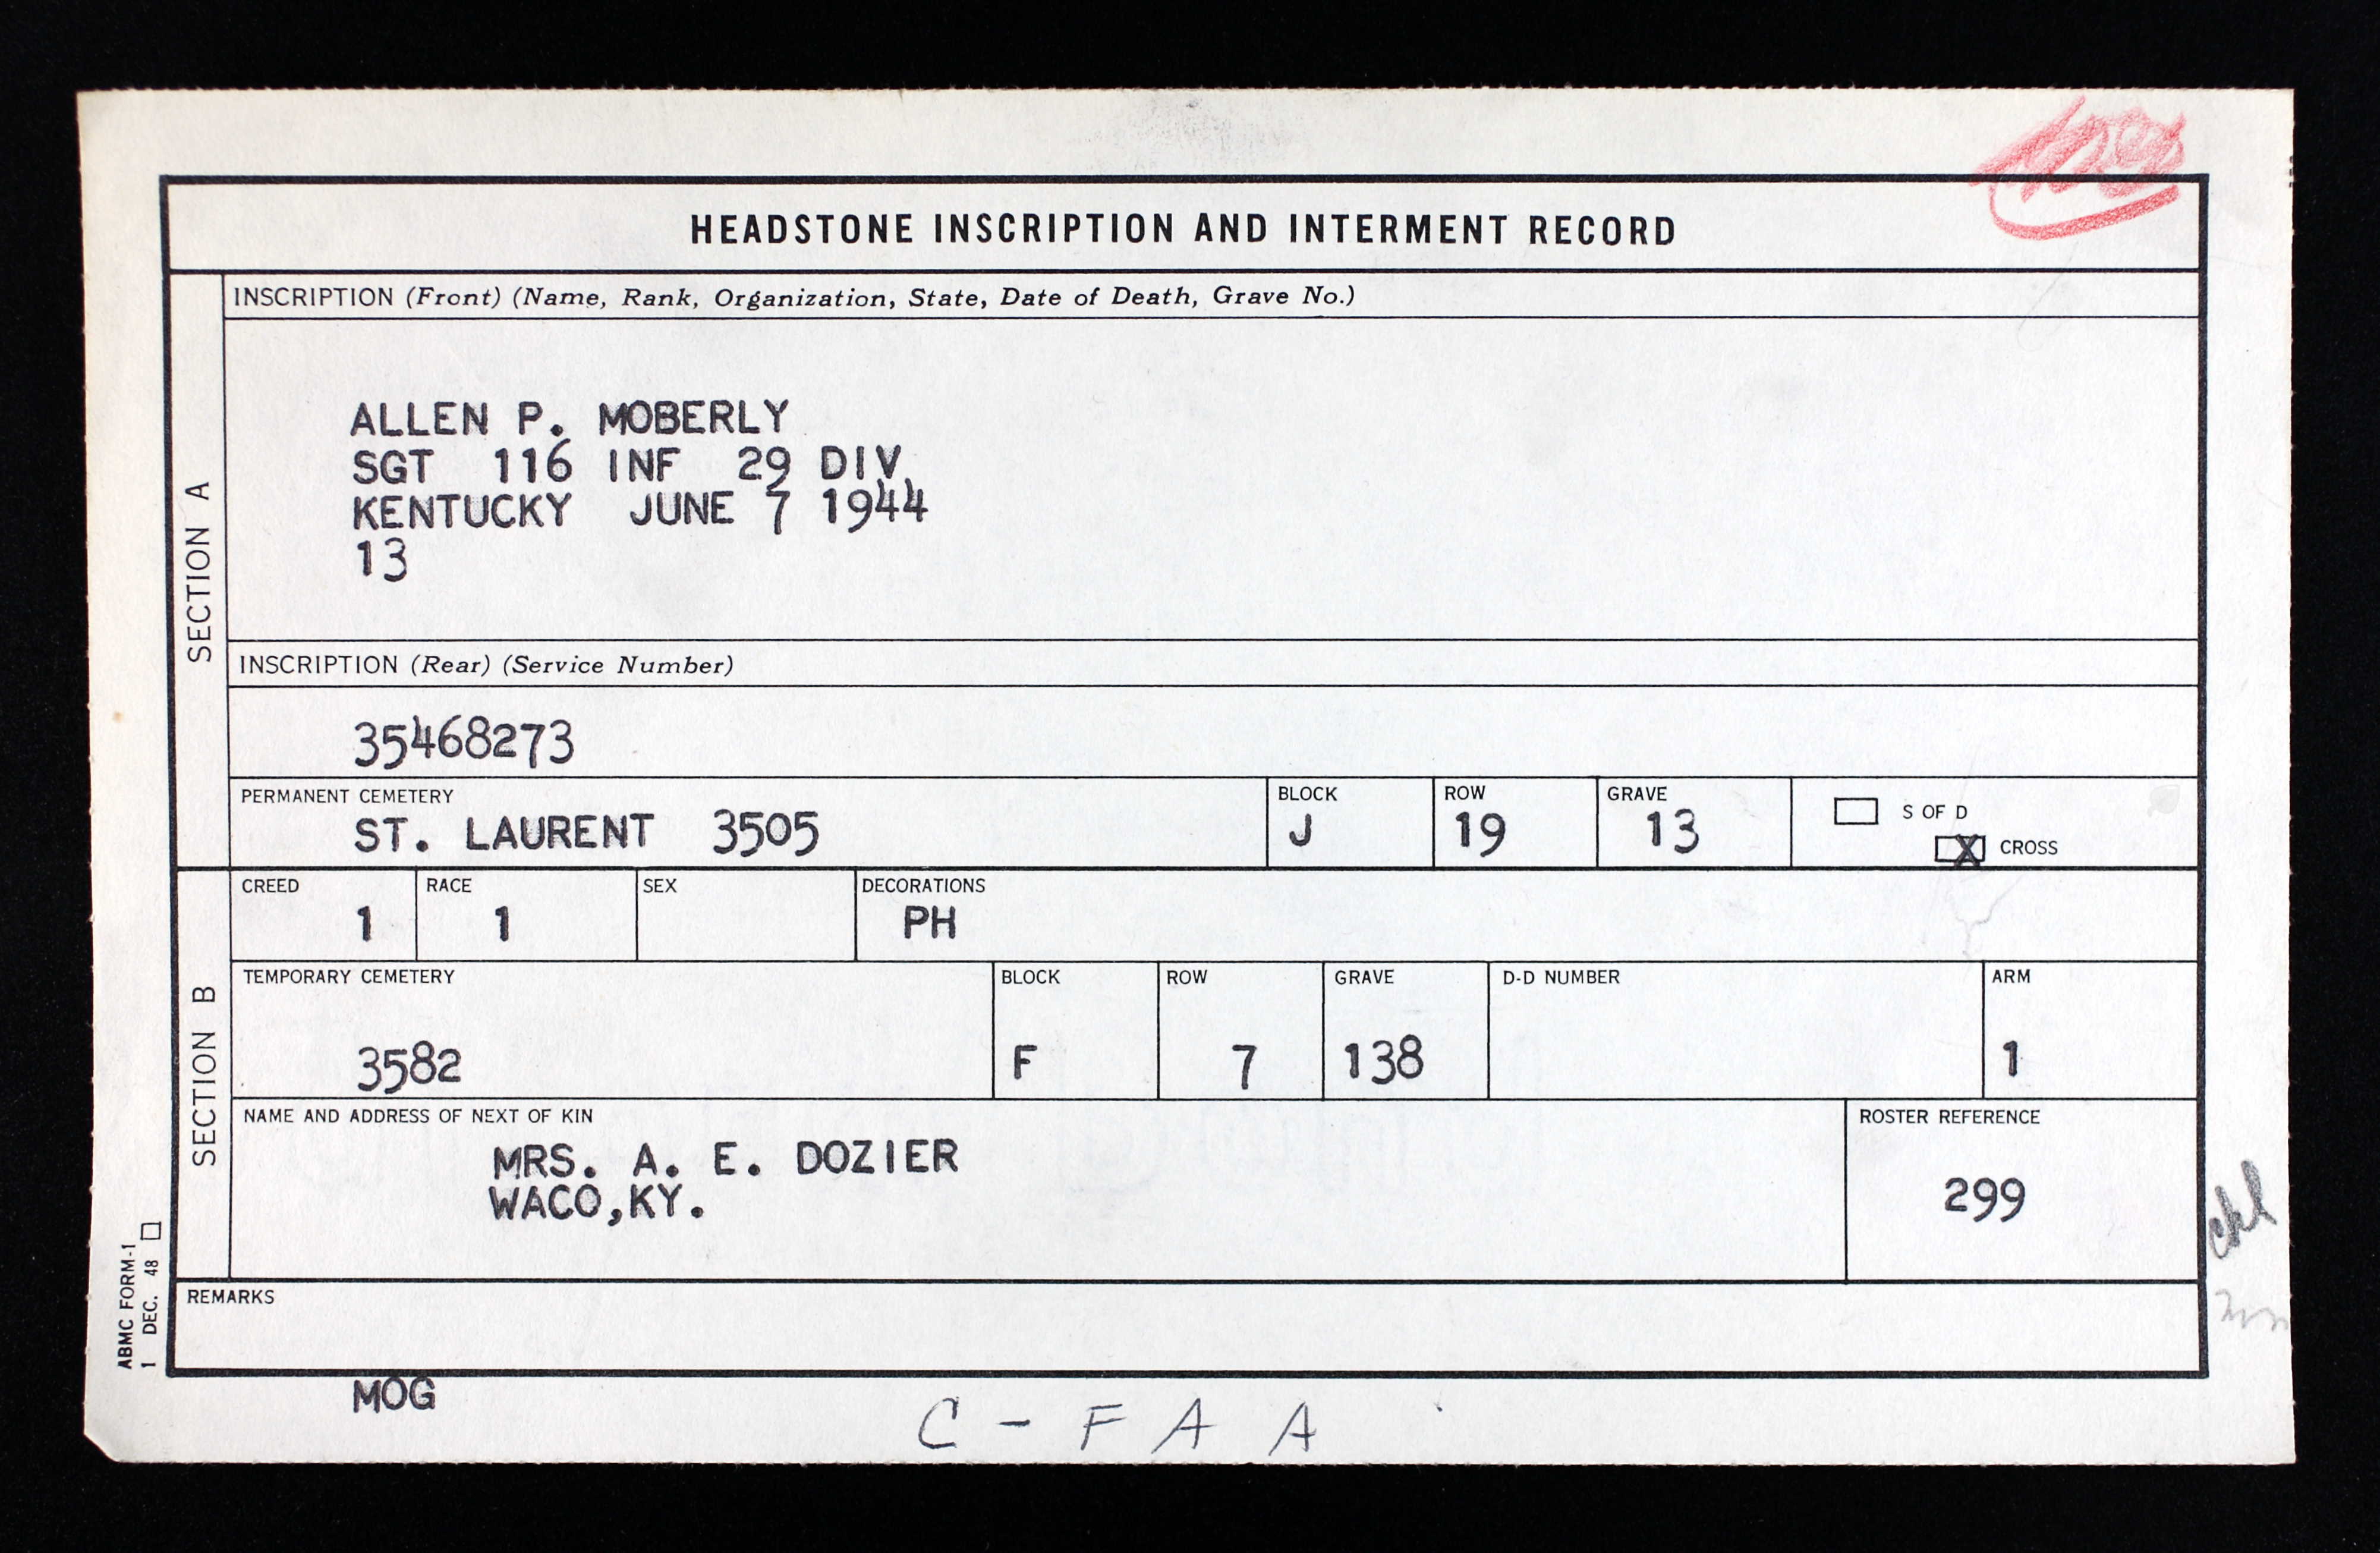 HEADSTONE INSCRIPTION AND INTERMENT RECORD
SECTION A
INSCRIPTION (Front) (Name, Rank, Organization, State, Date of Death, Grave No.)
ALLEN P. MOBERLY
SGT 116 INF 29 DIV
KENTUCKY JUNE 7 1944
13
INSCRIPTION (Rear) (Service Number)
35468273
PERMANENT CEMETERY
ST. LAURENT 3505
BLOCK
J
ROW
19
GRAVE
13
S OF D
X CROSS
SECTION B
CREED
1
RACE
1
SEX
DECORATIONS
PH
TEMPORARY CEMETERY
3582
BLOCK
F
ROW
7
GRAVE
138
D-D NUMBER
ARM
1
NAME AND ADDRESS OF NEXT OF KIN
MRS. A. E. DOZIER
WACO,KY.
ROSTER REFERENCE
299
REMARKS
ABMC FORM-1
1 DEC. 48
MOG
C - F A A